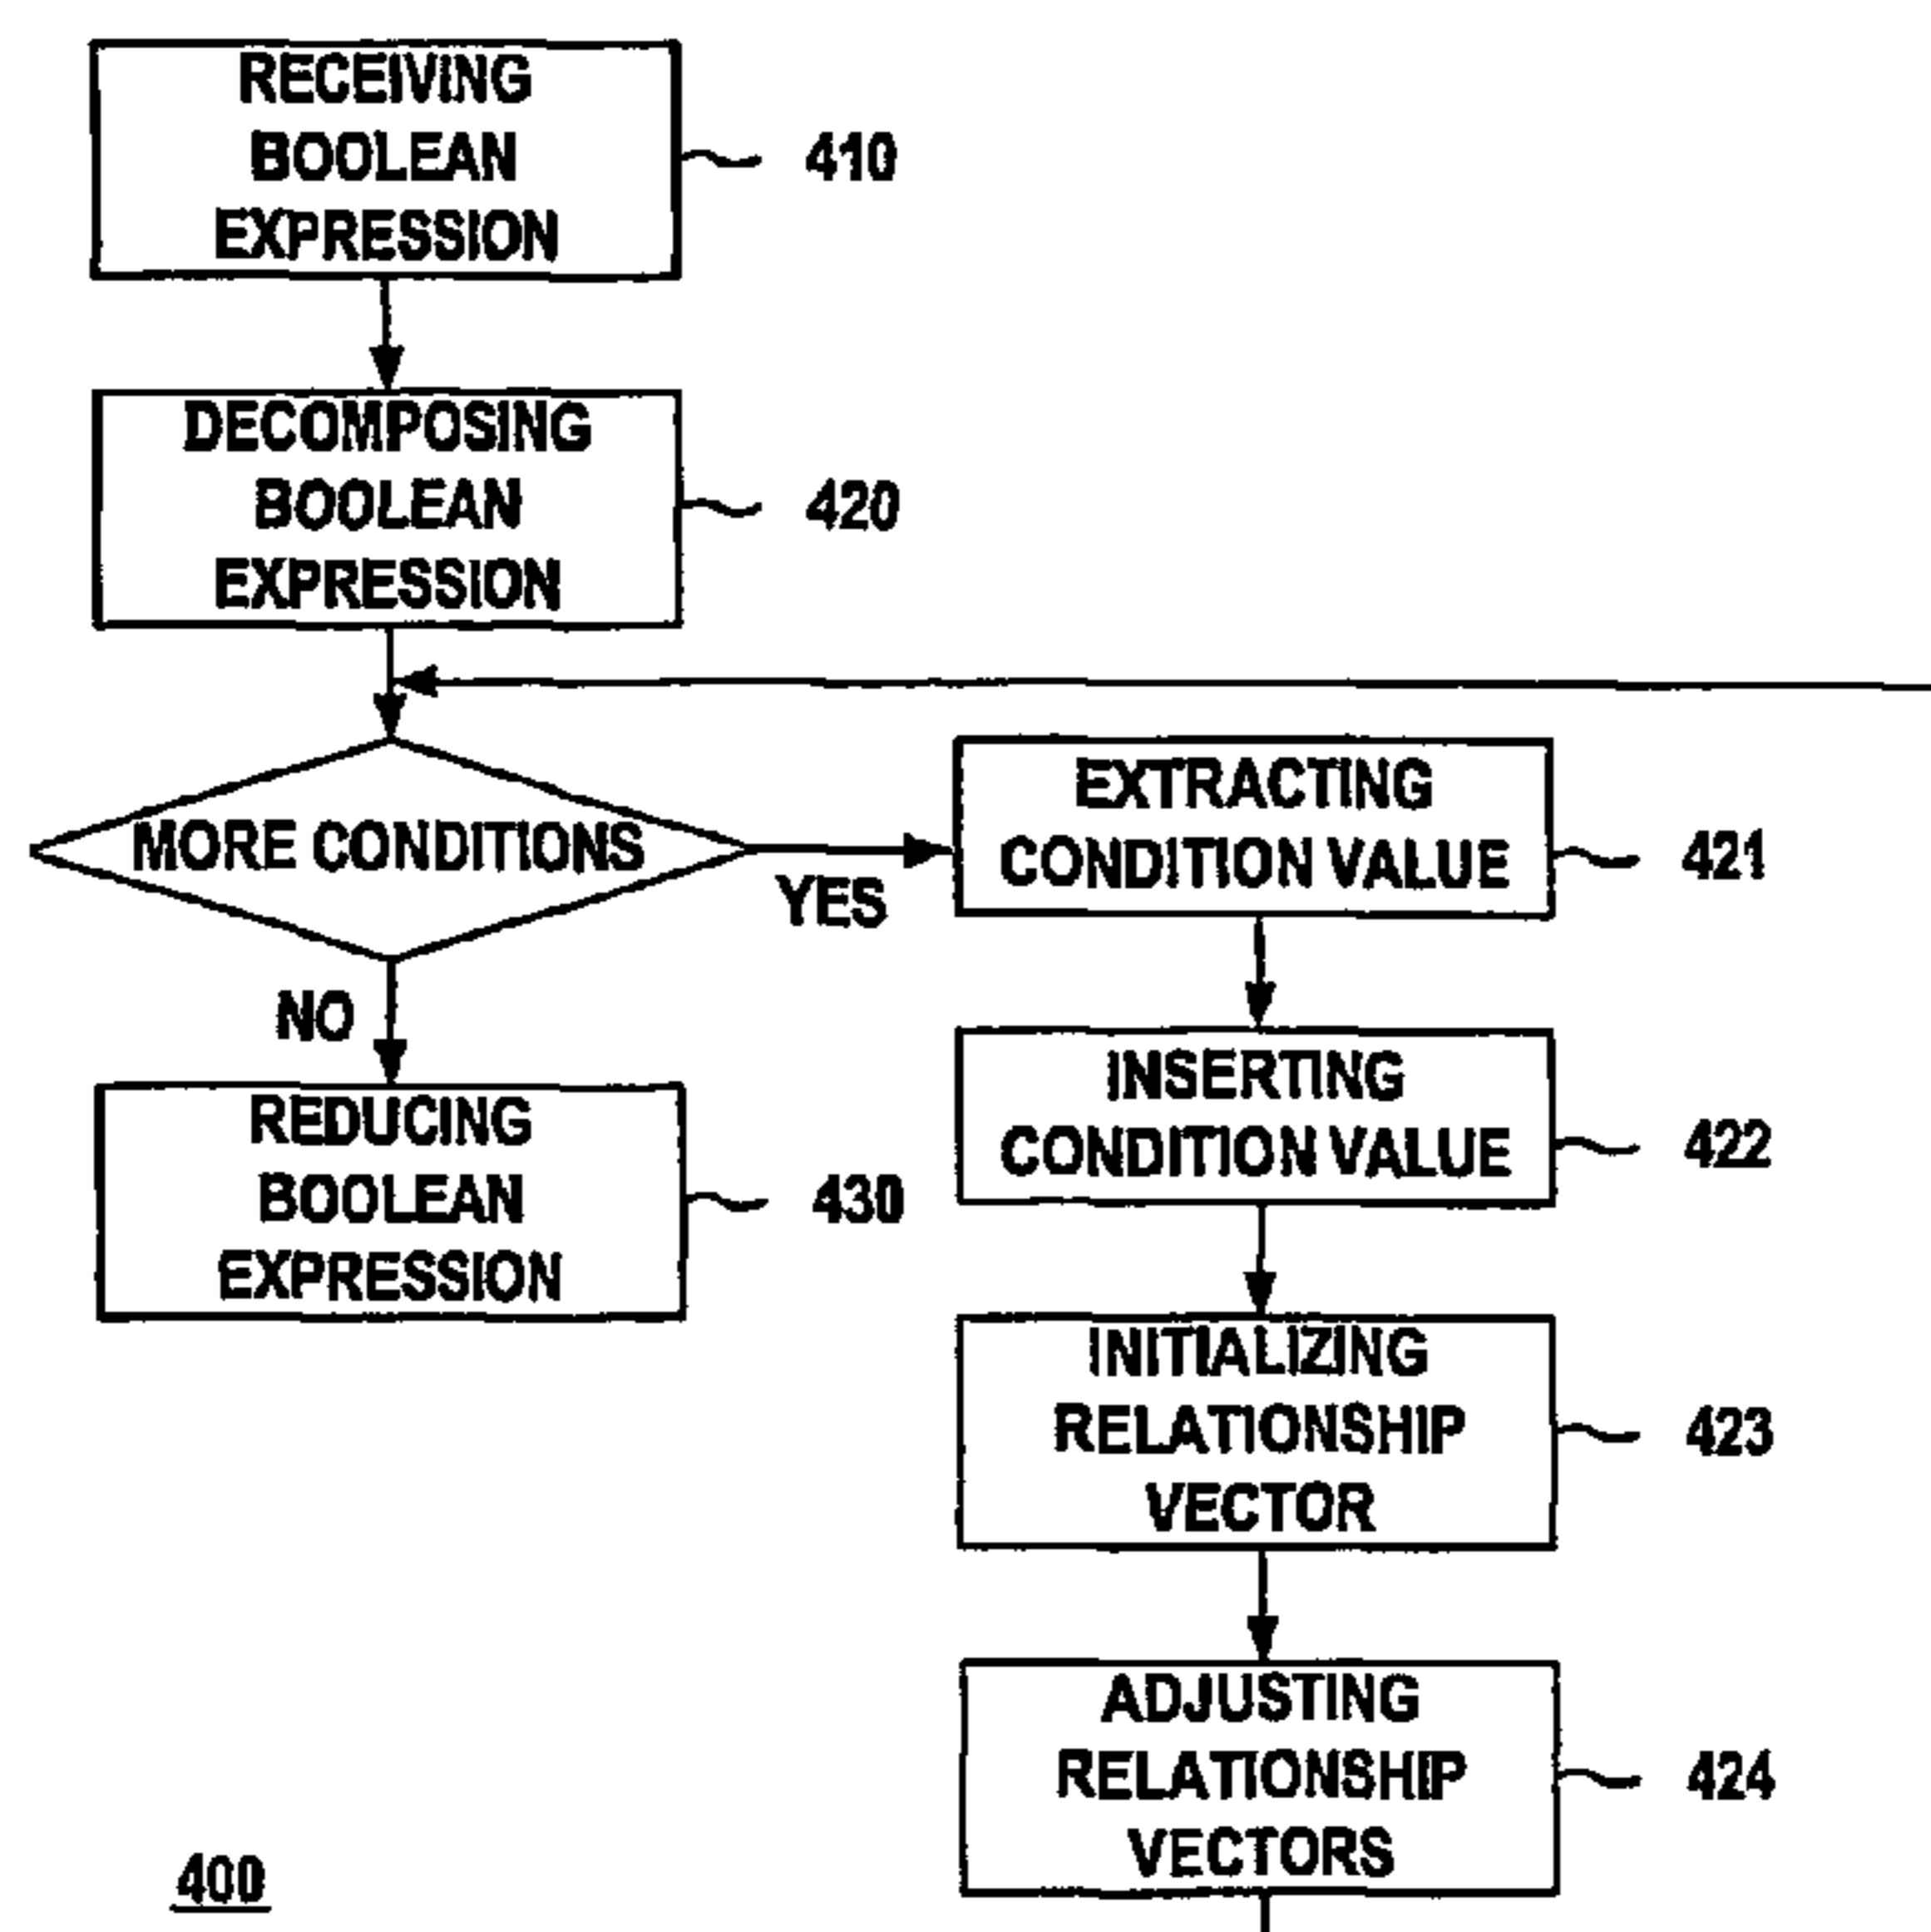 RECEIVING
BOOLEAN
EXPRESSION
410
DECOMPOSING
BOOLEAN
EXPRESSION
420
MORE CONDITIONS
YES
NO
EXTRACTING
CONDITION VALUE
421
INSERTING
CONDITION VALUE
422
REDUCING
BOOLEAN
EXPRESSION
430
INITIALIZING
RELATIONSHIP
VECTOR
423
ADJUSTING
RELATIONSHIP
VECTORS
424
400